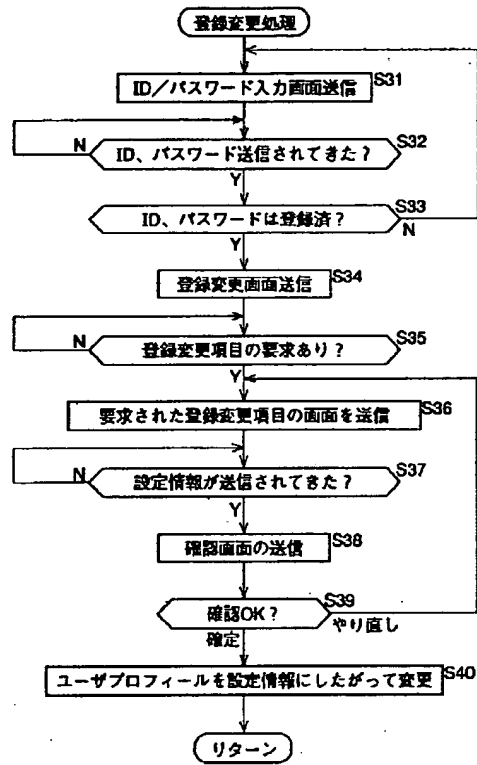 登録変更処理
ID/パスワード入力画面送信 S31
ID、パスワード送信されてきた? S32
N
Y
ID、パスワードは登録済? S33
N
Y
登録変更画面送信 S34
登録変更項目の要求あり? S35
N
Y
要求された登録変更項目の画面を送信 S36
設定情報が送信されてきた? S37
N
Y
確認画面の送信 S38
確認OK? S39
やり直し
確定
ユーザプロフィールを設定情報にしたがって変更 S40
リターン